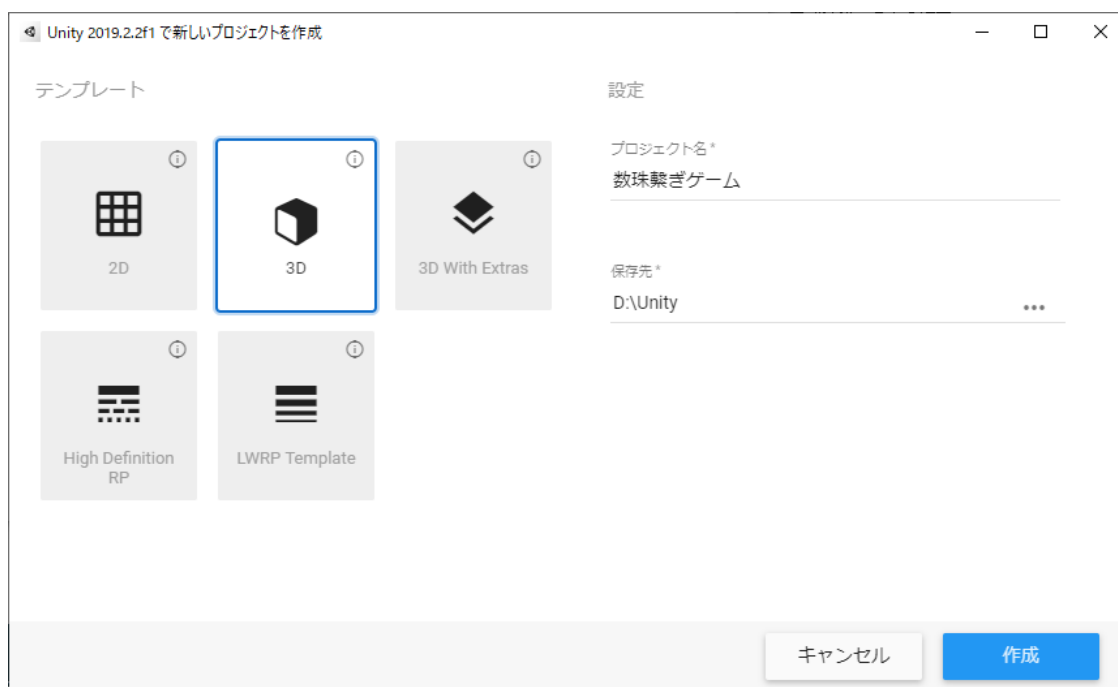 Unity 2019.2.2f1 で新しいプロジェクトを作成
テンプレート
2D
3D
3D With Extras
High Definition
RP
LWRP Template
設定
プロジェクト名*
数珠繋ぎゲーム
保存先*
D:\Unity
キャンセル
作成